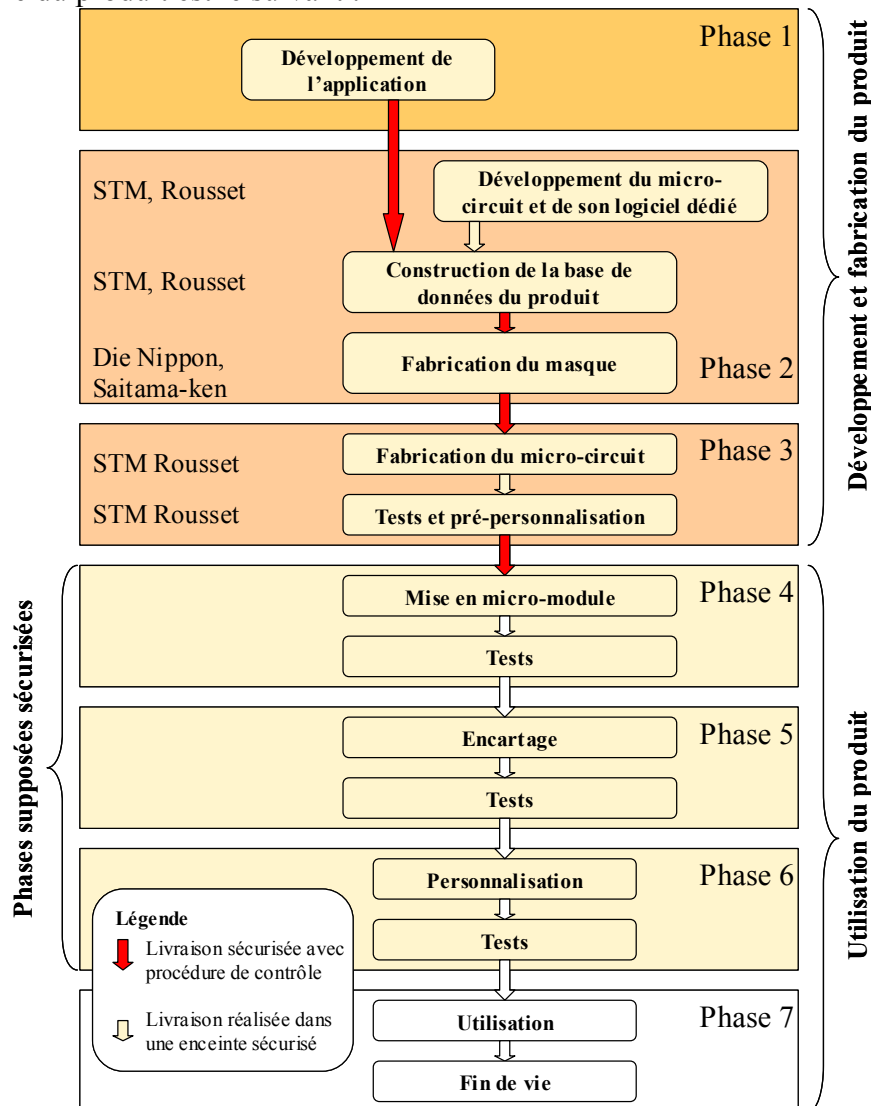 Phase 1
Développement de
l'application
STM, Rousset
Développement du micro-
circuit et de son logiciel dédié
STM, Rousset
Construction de la base de
données du produit
Die Nippon,
Saitama-ken
Fabrication du masque
Phase 2
Phase 3
STM Rousset
Fabrication du micro-circuit
STM Rousset
Tests et pré-personnalisation
Développement et fabrication du produit
Phase 4
Mise en micro-module
Tests
Phase 5
Encartage
Tests
Phase 6
Personnalisation
Tests
Phases supposées sécurisées
Phase 7
Utilisation
Fin de vie
Utilisation du produit
Légende
Livraison sécurisée avec
procédure de contrôle
Livraison réalisée dans
une enceinte sécurisé